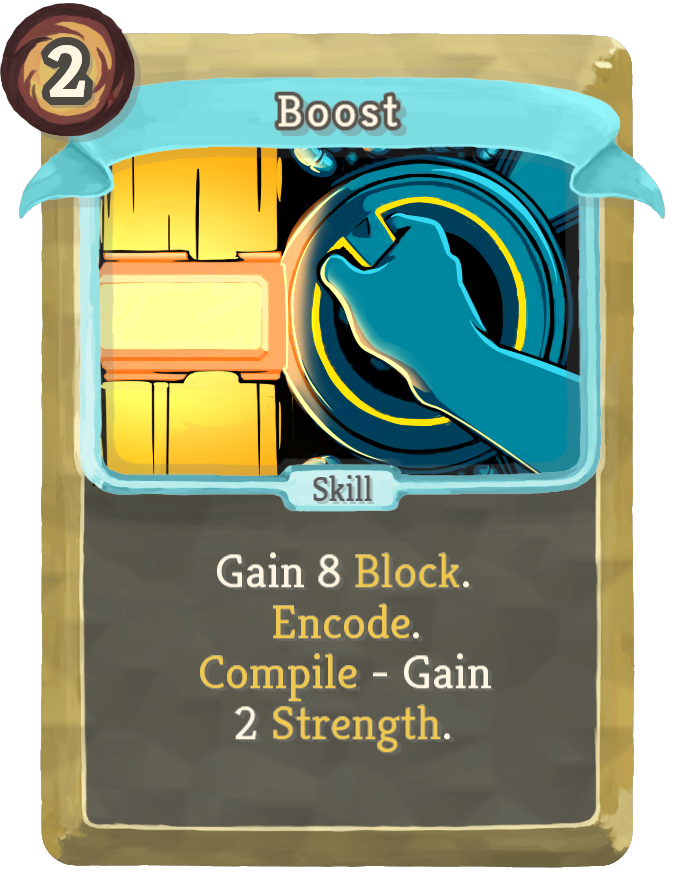 2
Boost
Skill
Gain 8 Block.
Encode.
Compile - Gain
2 Strength.